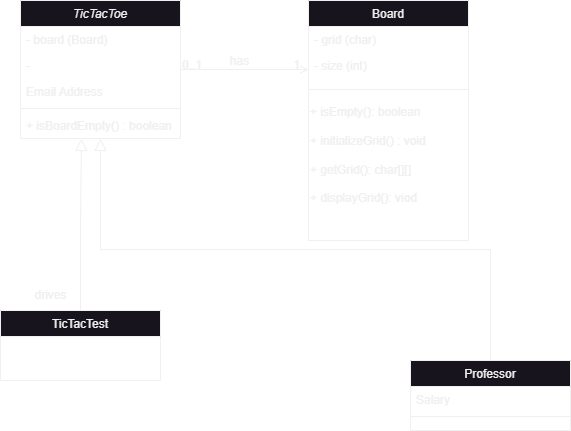 TicTacToe
- board (Board)
-
Email Address
+ isBoardEmpty() : boolean
0..1
has
1
Board
- grid (char)
- size (int)
+ isEmpty(): boolean
+ initializeGrid() : void
+ getGrid(): char[][]
+ displayGrid(): viod
drives
TicTacTest
Professor
Salary